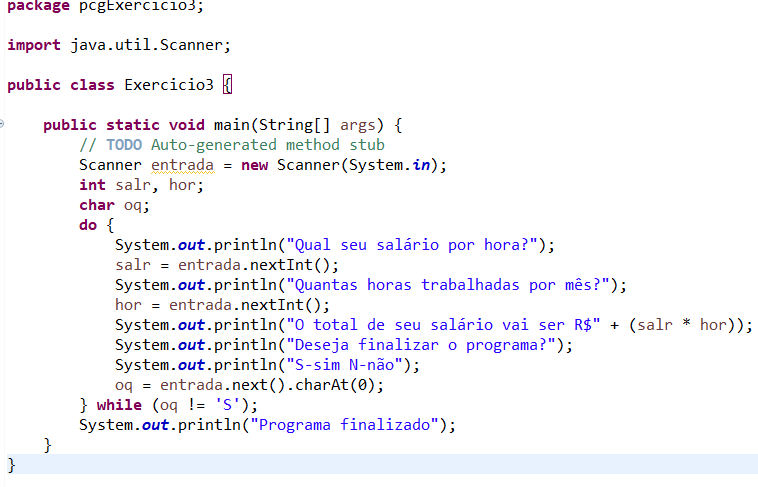 package pcgExercicio3;
import java.util.Scanner;
public class Exercicio3 {
public static void main(String[] args) {
// TODO Auto-generated method stub
Scanner entrada = new Scanner(System.in);
int salr, hor;
char oq;
do {
System.out.println("Qual seu salário por hora?");
salr = entrada.nextInt();
System.out.println("Quantas horas trabalhadas por mês?");
hor = entrada.nextInt();
System.out.println("O total de seu salário vai ser R$" + (salr * hor));
System.out.println("Deseja finalizar o programa?");
System.out.println("S-sim N-não");
oq = entrada.next().charAt(0);
} while (oq != 'S');
System.out.println("Programa finalizado");
}
}